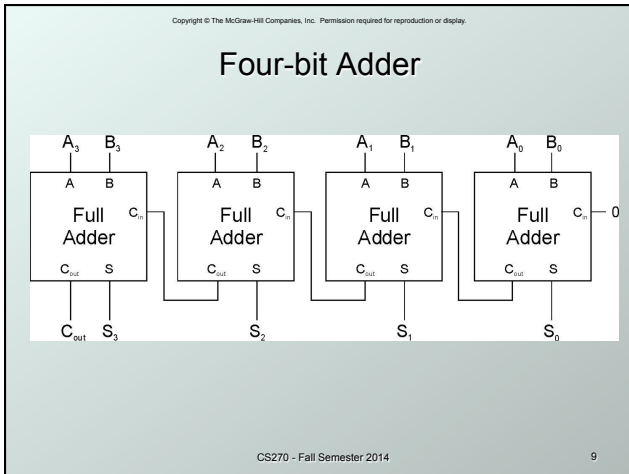 Copyright © The McGraw-Hill Companies, Inc. Permission required for reproduction or display.
Four-bit Adder
A₃ B₃ A₂ B₂ A₁ B₁ A₀ B₀
A B A B A B A B
Full Adder Cᵢₙ Full Adder Cᵢₙ Full Adder Cᵢₙ Full Adder Cᵢₙ 0
Cₒᵤₜ S Cₒᵤₜ S Cₒᵤₜ S Cₒᵤₜ S
Cₒᵤₜ S₃ S₂ S₁ S₀
CS270 - Fall Semester 2014 9